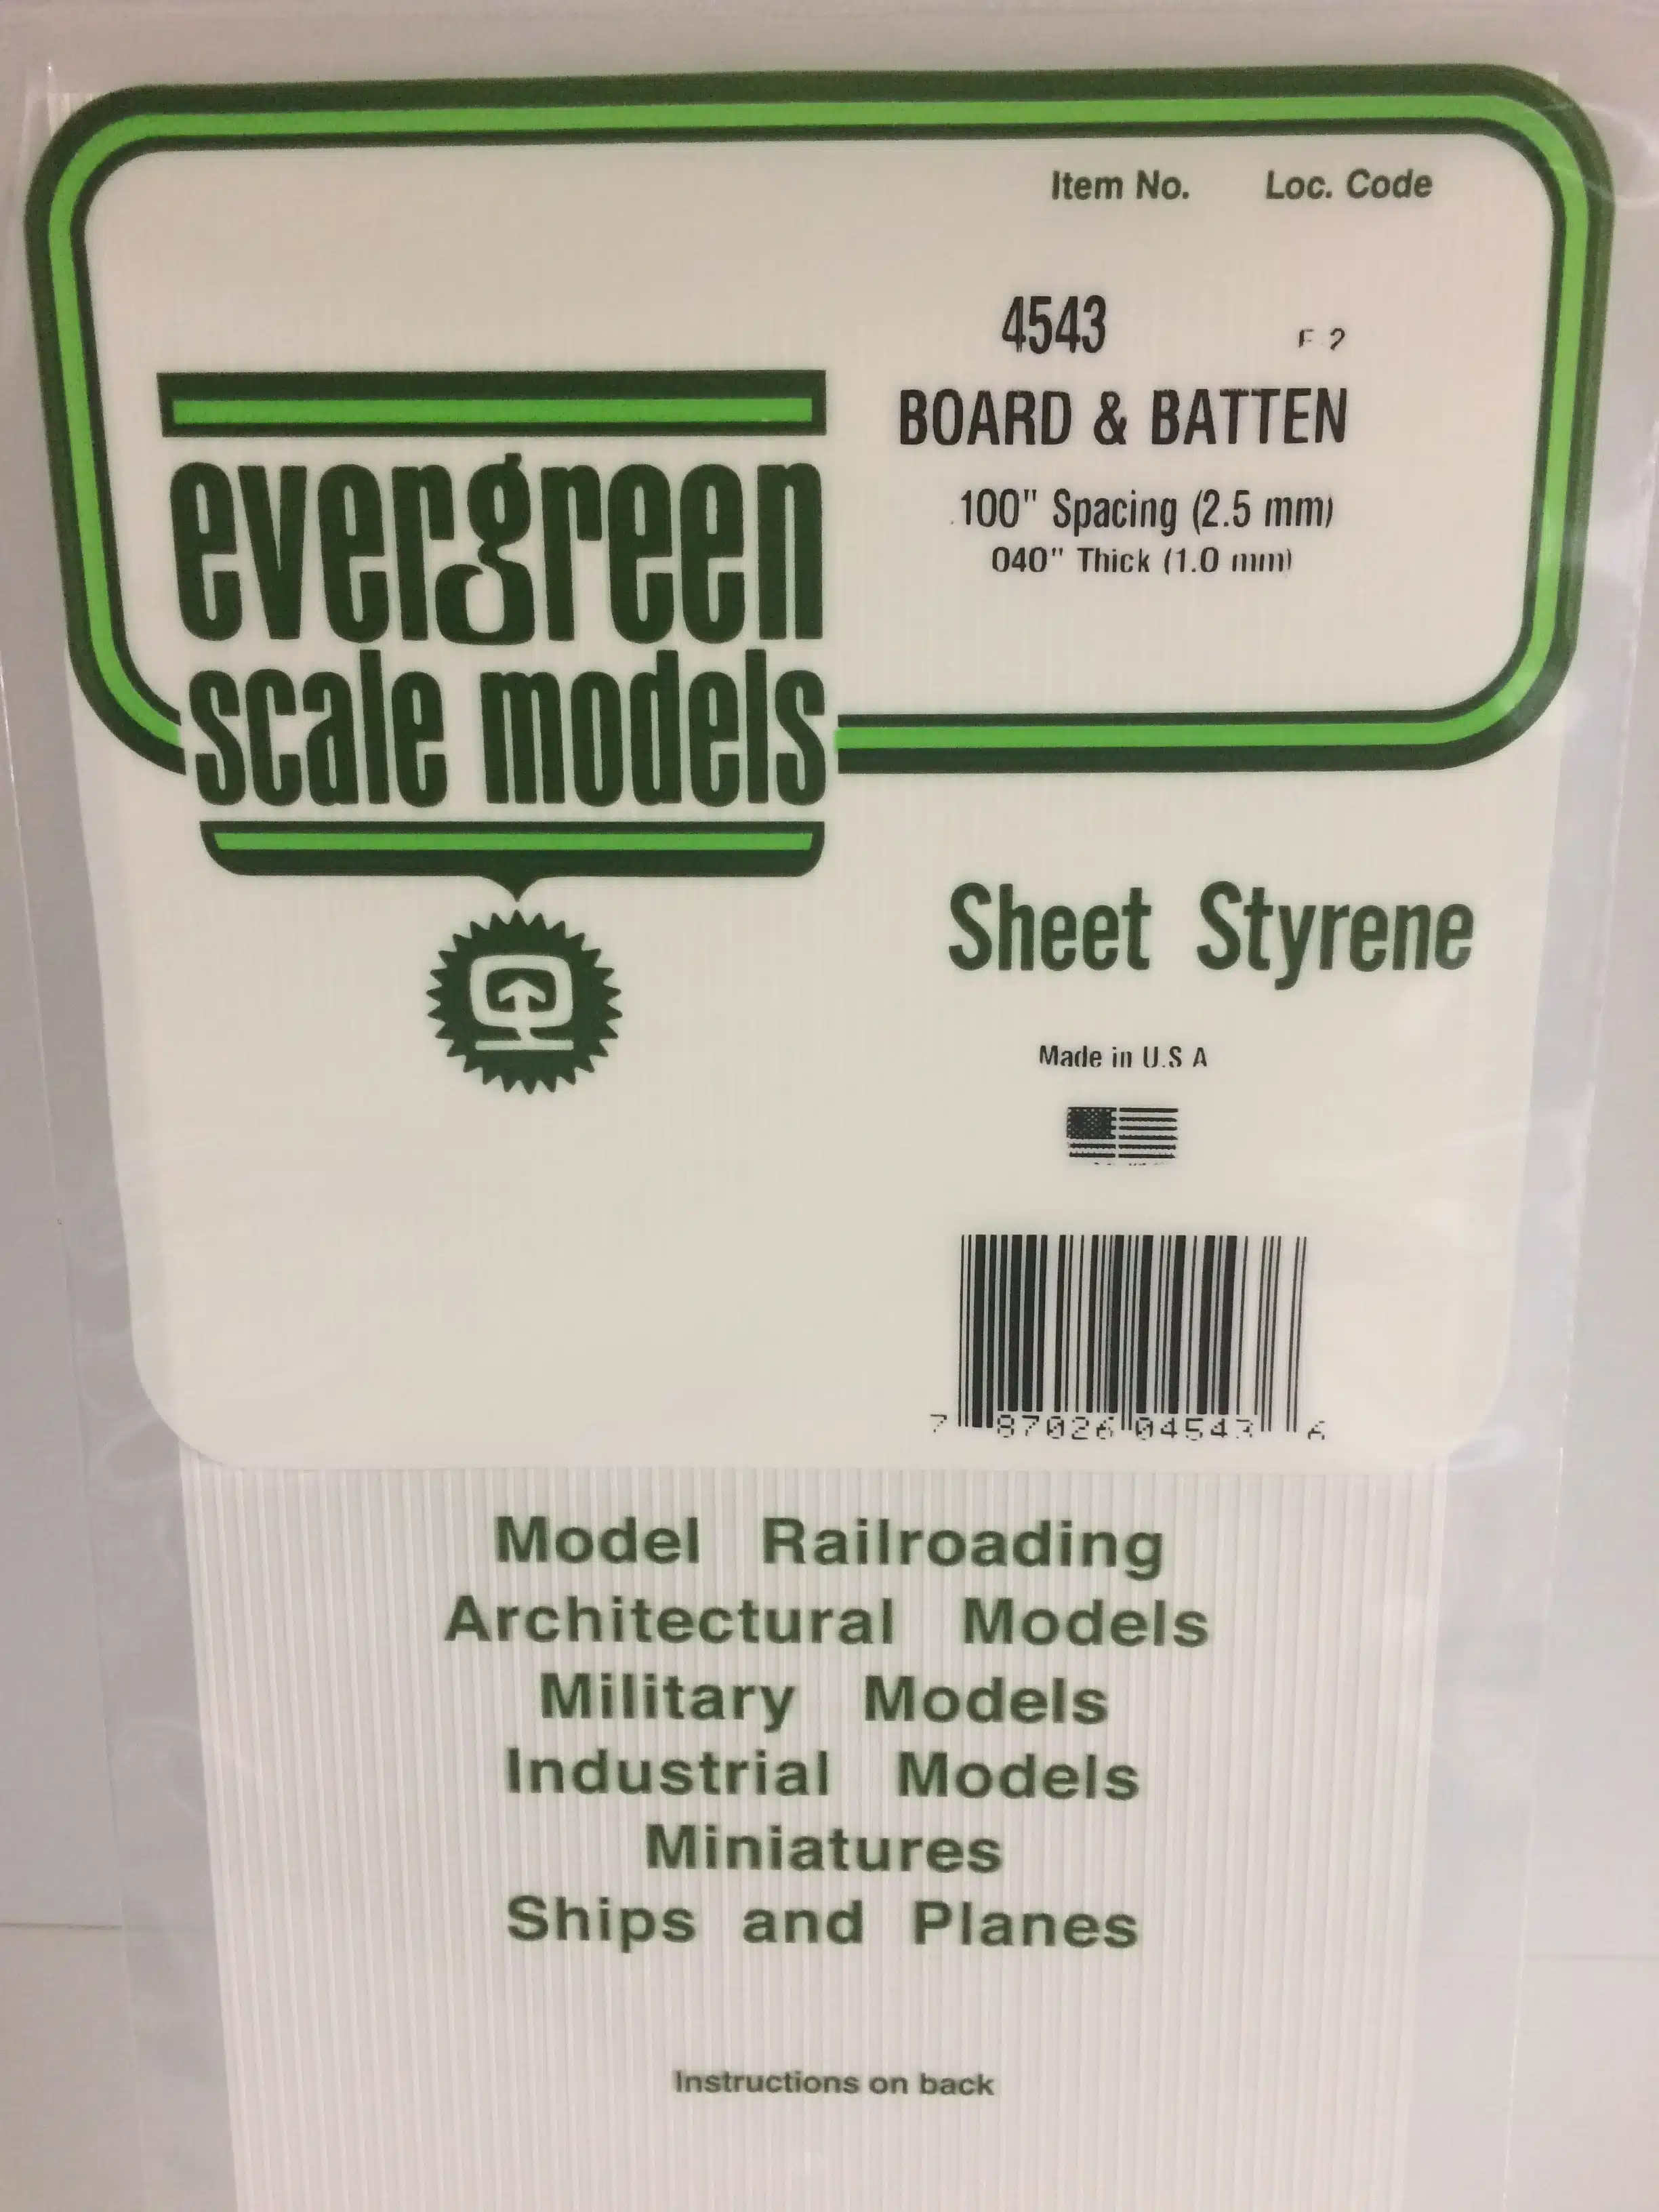 Item No. Loc. Code
4543 F 2
BOARD & BATTEN
.100" Spacing (2.5 mm)
040" Thick (1.0 mm)
evergreen
scale models
Sheet Styrene
Made in U.S A
7 87026 04543 6
Model Railroading
Architectural Models
Military Models
Industrial Models
Miniatures
Ships and Planes
Instructions on back